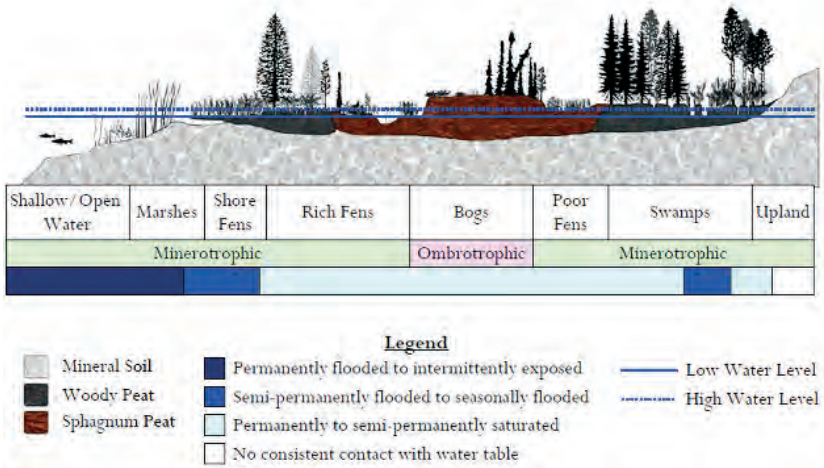 Shallow/Open
Water
Marshes
Shore
Fens
Rich Fens
Bogs
Poor
Fens
Swamps
Upland
Minerotrophic
Ombrotrophic
Minerotrophic
Legend
Mineral Soil
Woody Peat
Sphagnum Peat
Permanently flooded to intermittently exposed
Semi-permanently flooded to seasonally flooded
Permanently to semi-permanently saturated
No consistent contact with water table
Low Water Level
High Water Level